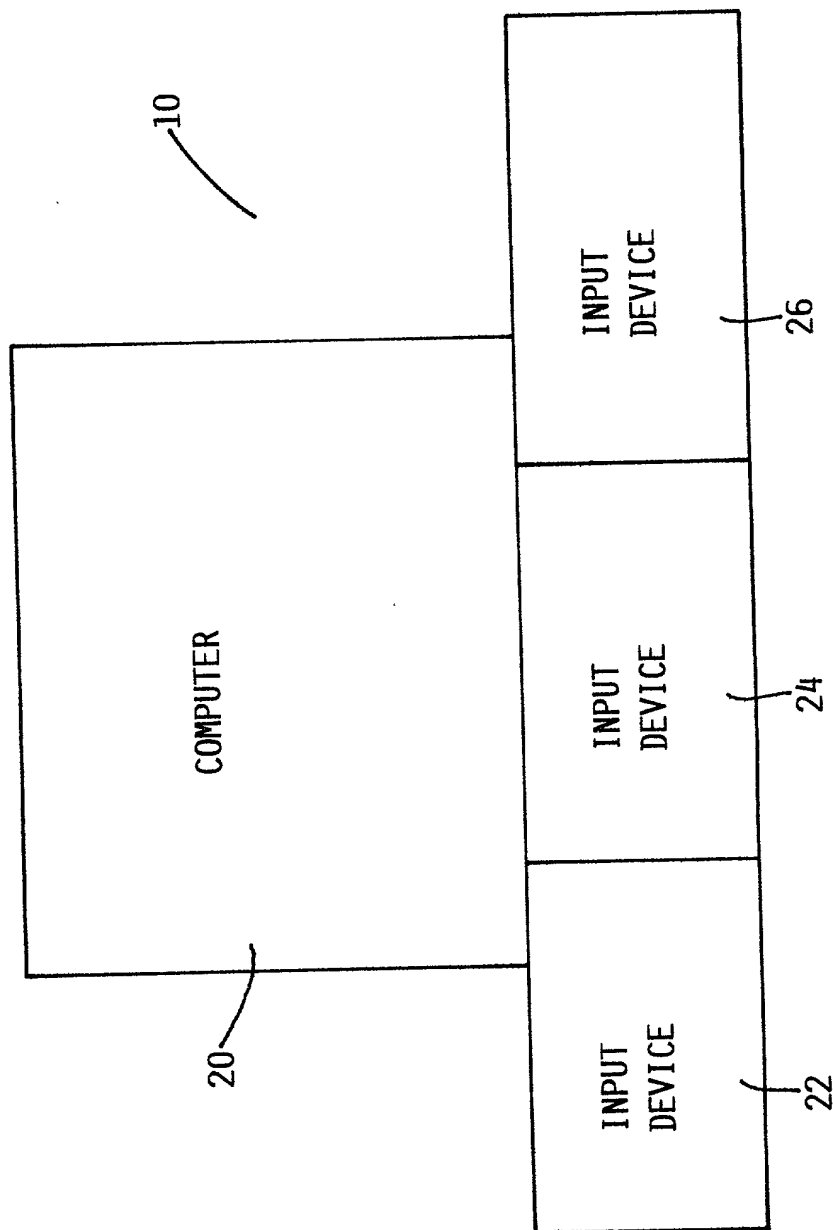 10
COMPUTER
20
INPUT
DEVICE
22
INPUT
DEVICE
24
INPUT
DEVICE
26